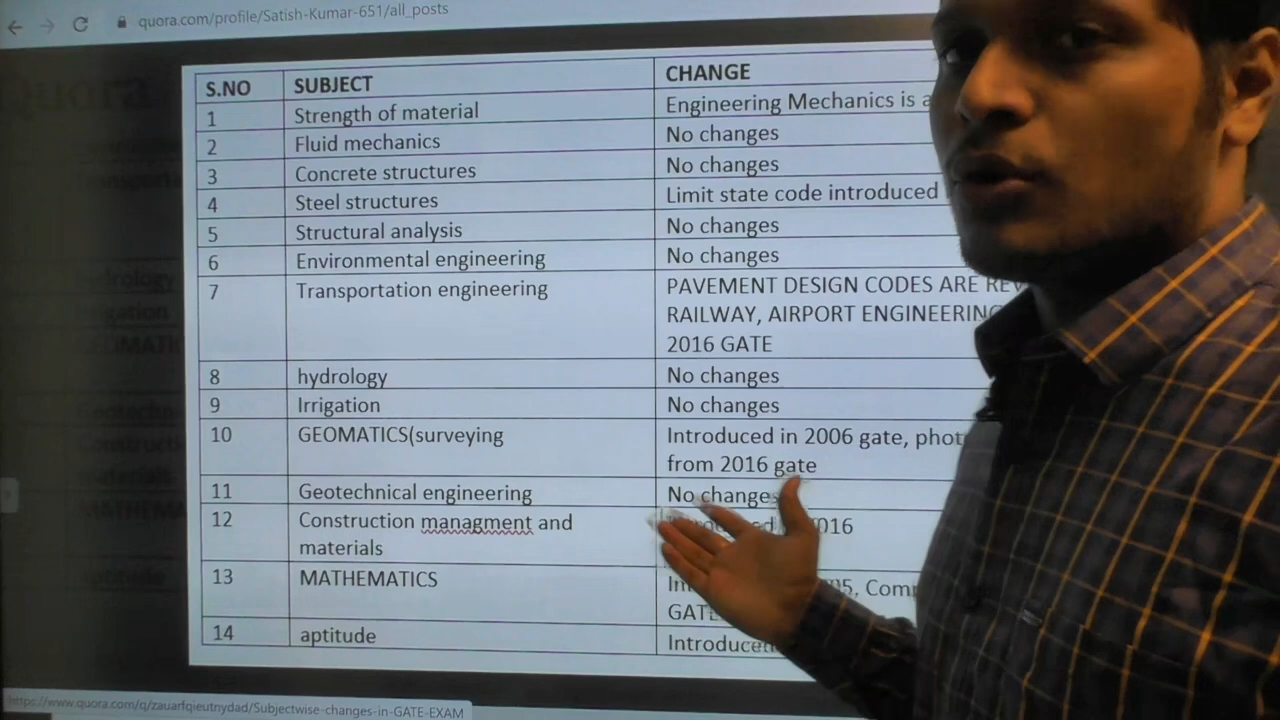 quora.com/profile/Satish-Kumar-651/all_posts
S.NO SUBJECT CHANGE
1 Strength of material Engineering Mechanics is
2 Fluid mechanics No changes
3 Concrete structures No changes
4 Steel structures Limit state code introduced
5 Structural analysis No changes
6 Environmental engineering No changes
7 Transportation engineering PAVEMENT DESIGN CODES ARE
RAILWAY, AIRPORT ENGINEERING
2016 GATE
8 hydrology No changes
9 Irrigation No changes
10 GEOMATICS(surveying Introduced in 2006 gate,
from 2016 gate
11 Geotechnical engineering No changes
12 Construction managment and
materials
13 MATHEMATICS
GATE
14 aptitude Introduced
https://www.quora.com/q/zauarfqieutnydad/Subjectwise-changes-in-GATE-EXAM